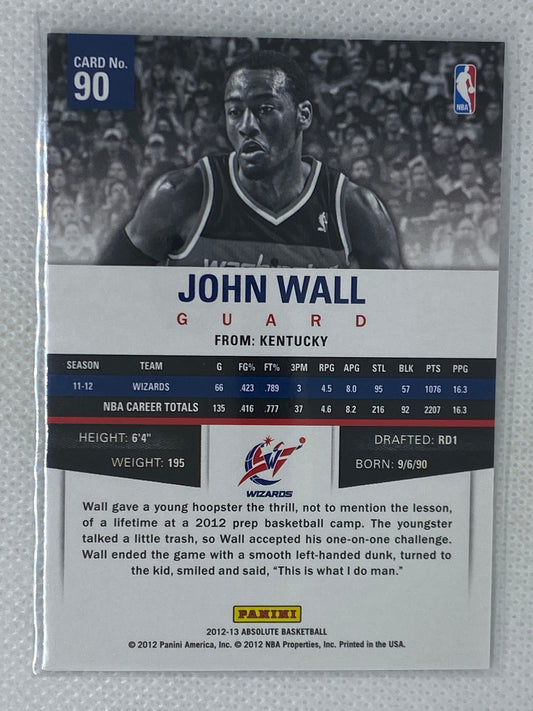 CARD No.
90
NBA
JOHN WALL
GUARD
FROM: KENTUCKY
SEASON TEAM G FG% FT% 3PM RPG APG STL BLK PTS PPG
11-12 WIZARDS 66 .423 .789 3 4.5 8.0 95 57 1076 16.3
NBA CAREER TOTALS 135 .416 .777 37 4.6 8.2 216 92 2207 16.3
HEIGHT: 6'4"
WEIGHT: 195
WIZARDS
DRAFTED: RD1
BORN: 9/6/90
Wall gave a young hoopster the thrill, not to mention the lesson,
of a lifetime at a 2012 prep basketball camp. The youngster
talked a little trash, so Wall accepted his one-on-one challenge.
Wall ended the game with a smooth left-handed dunk, turned to
the kid, smiled and said, “This is what I do man.”
PANINI
2012-13 ABSOLUTE BASKETBALL
© 2012 Panini America, Inc. © 2012 NBA Properties, Inc. Printed in the USA.